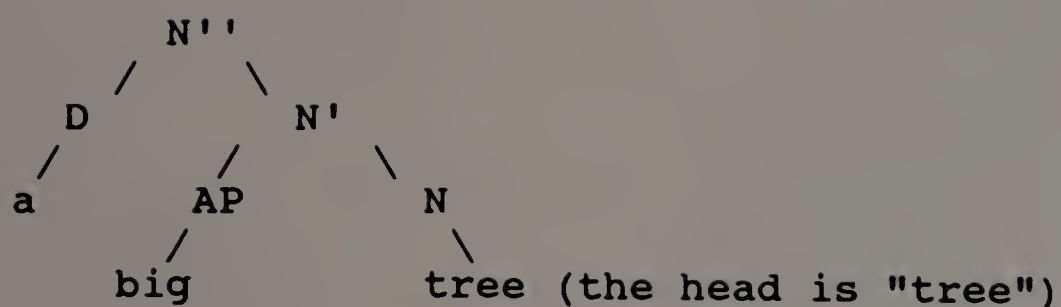 N''
D N'
a AP N
big tree (the head is "tree")